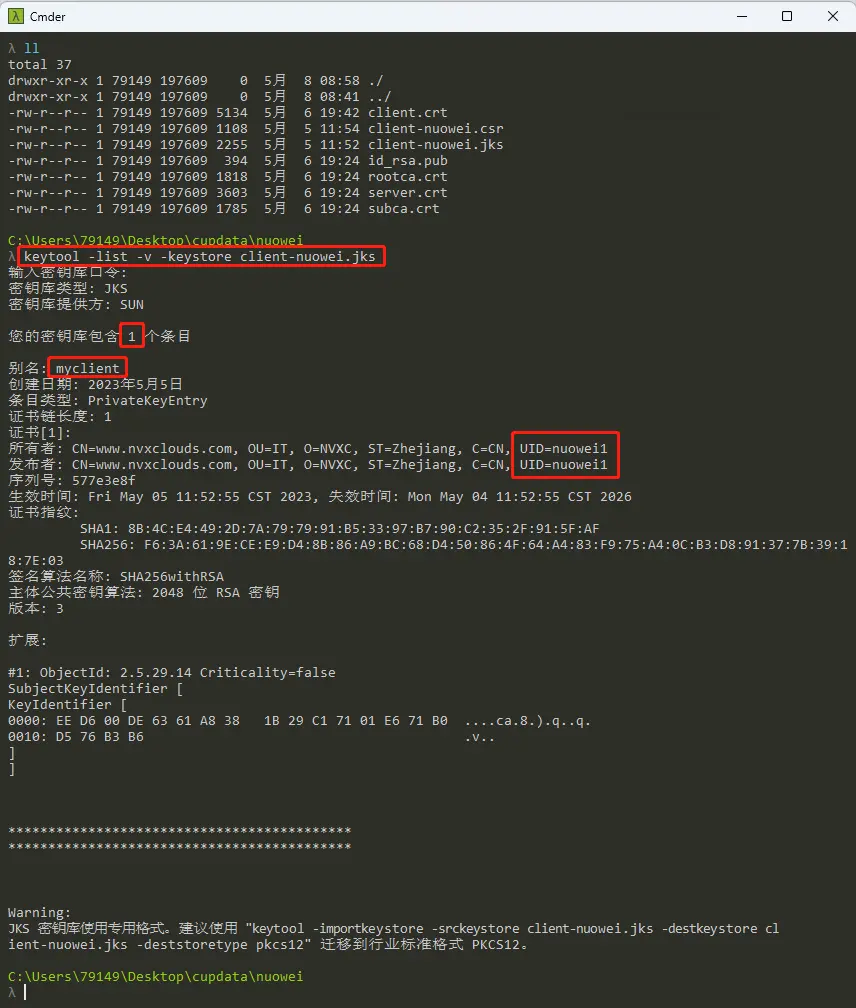 Cmder
λ ll
total 37
drwxr-xr-x 1 79149 197609    0  5月  8 08:58 ./
drwxr-xr-x 1 79149 197609    0  5月  8 08:41 ../
-rw-r--r-- 1 79149 197609 5134  5月  6 19:42 client.crt
-rw-r--r-- 1 79149 197609 1108  5月  5 11:54 client-nuowei.csr
-rw-r--r-- 1 79149 197609 2255  5月  5 11:52 client-nuowei.jks
-rw-r--r-- 1 79149 197609  394  5月  6 19:24 id_rsa.pub
-rw-r--r-- 1 79149 197609 1818  5月  6 19:24 rootca.crt
-rw-r--r-- 1 79149 197609 3603  5月  6 19:24 server.crt
-rw-r--r-- 1 79149 197609 1785  5月  6 19:24 subca.crt
C:\Users\79149\Desktop\cupdata\nuowei
λ keytool -list -v -keystore client-nuowei.jks
输入密钥库口令:
密钥库类型: JKS
密钥库提供方: SUN
您的密钥库包含 1 个条目
别名: myclient
创建日期: 2023年5月5日
条目类型: PrivateKeyEntry
证书链长度: 1
证书[1]:
所有者: CN=www.nvxclouds.com, OU=IT, O=NVXC, ST=Zhejiang, C=CN, UID=nuowei1
发布者: CN=www.nvxclouds.com, OU=IT, O=NVXC, ST=Zhejiang, C=CN, UID=nuowei1
序列号: 577e3e8f
生效时间: Fri May 05 11:52:55 CST 2023, 失效时间: Mon May 04 11:52:55 CST 2026
证书指纹:
         SHA1: 8B:4C:E4:49:2D:7A:79:79:91:B5:33:97:B7:90:C2:35:2F:91:5F:AF
         SHA256: F6:3A:61:9E:CE:E9:D4:8B:86:A9:BC:68:D4:50:86:4F:64:A4:83:F9:75:A4:0C:B3:D8:91:37:7B:39:1
8:7E:03
签名算法名称: SHA256withRSA
主体公共密钥算法: 2048 位 RSA 密钥
版本: 3
扩展:
#1: ObjectId: 2.5.29.14 Criticality=false
SubjectKeyIdentifier [
KeyIdentifier [
0000: EE D6 00 DE 63 61 A8 38   1B 29 C1 71 01 E6 71 B0  ....ca.8.).q..q.
0010: D5 76 B3 B6                                        .v..
]
]
*******************************************
*******************************************
Warning:
JKS 密钥库使用专用格式。建议使用 "keytool -importkeystore -srckeystore client-nuowei.jks -destkeystore cl
ient-nuowei.jks -deststoretype pkcs12" 迁移到行业标准格式 PKCS12。
C:\Users\79149\Desktop\cupdata\nuowei
λ